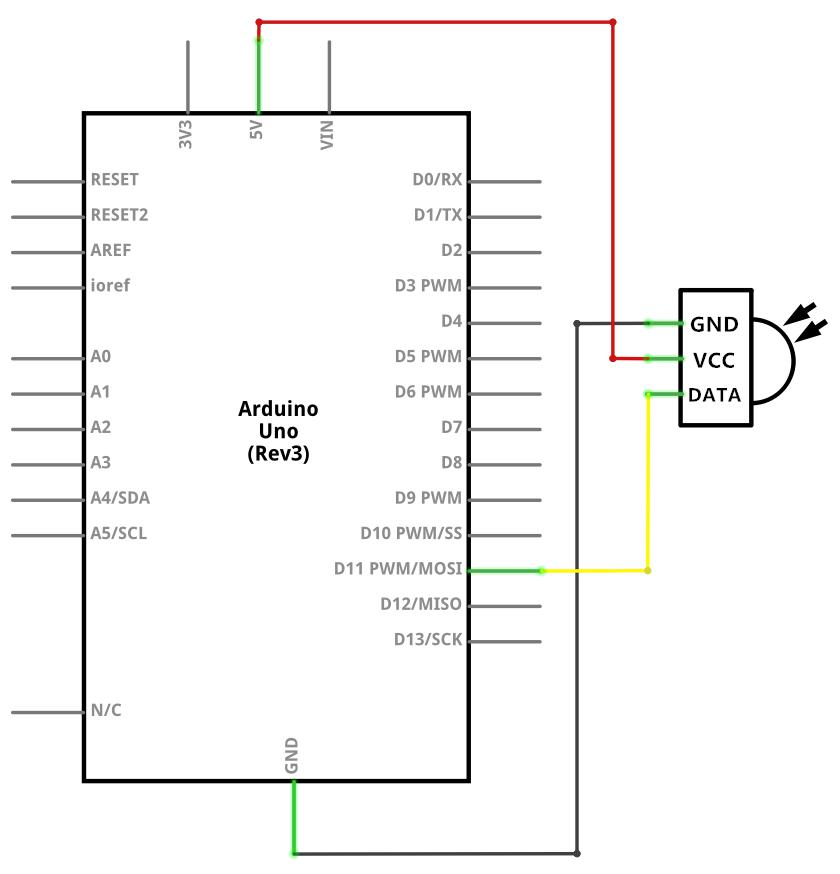 3V3
5V
VIN
RESET
RESET2
AREF
ioref
A0
A1
A2
A3
A4/SDA
A5/SCL
N/C
Arduino
Uno
(Rev3)
D0/RX
D1/TX
D2
D3 PWM
D4
D5 PWM
D6 PWM
D7
D8
D9 PWM
D10 PWM/SS
D11 PWM/MOSI
D12/MISO
D13/SCK
GND
GND
VCC
DATA